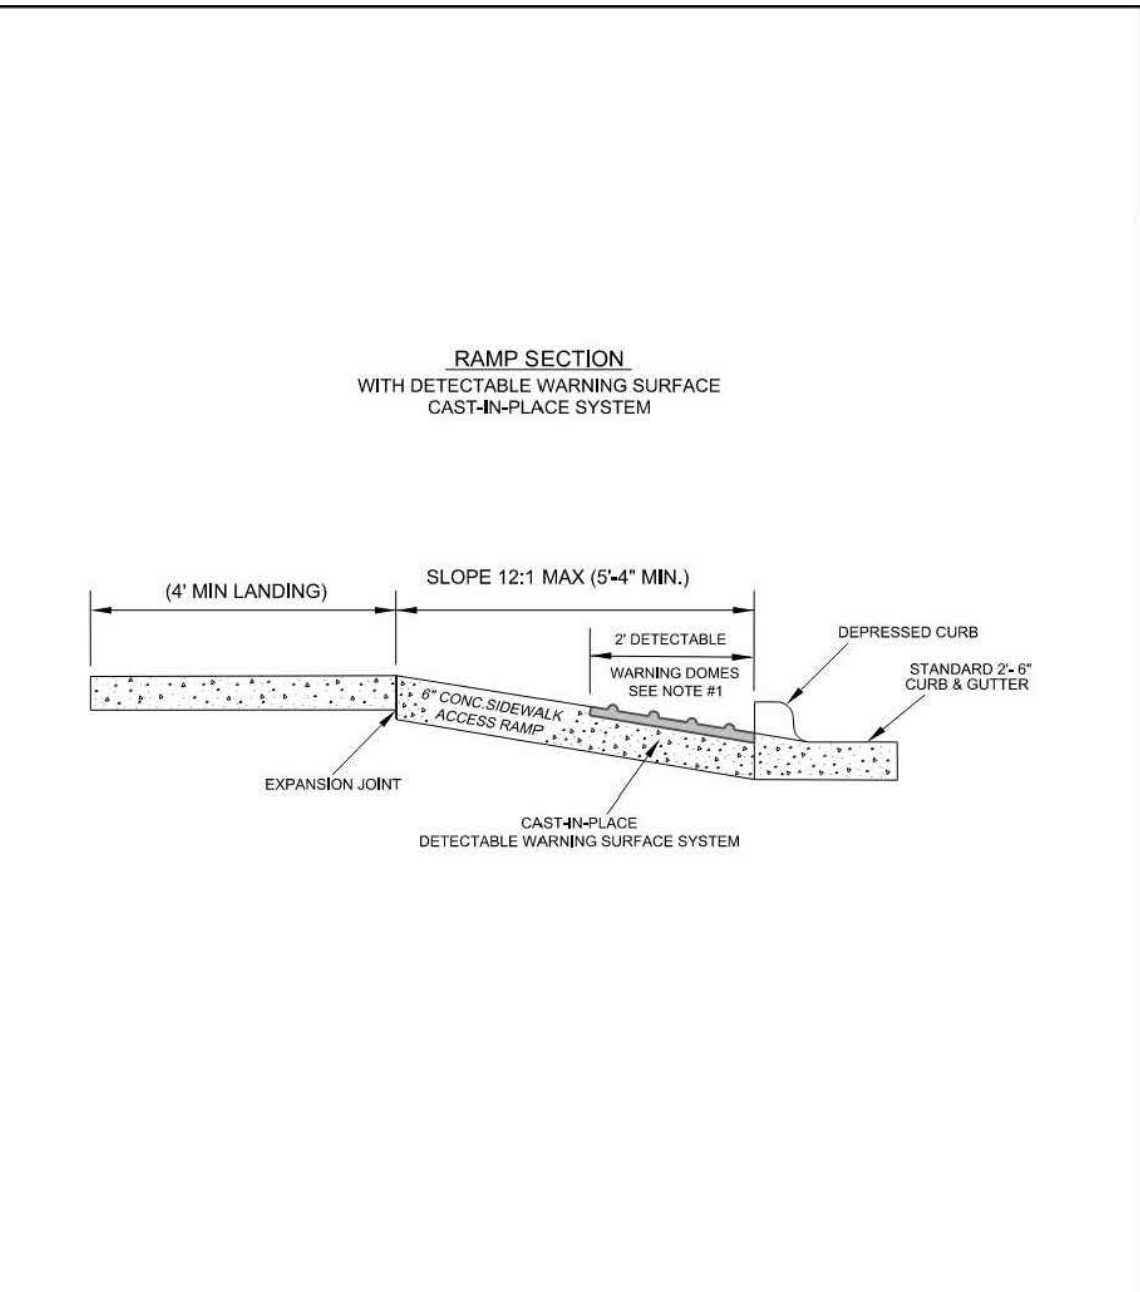 RAMP SECTION
WITH DETECTABLE WARNING SURFACE
CAST-IN-PLACE SYSTEM
(4' MIN LANDING)
SLOPE 12:1 MAX (5'-4" MIN.)
2' DETECTABLE
WARNING DOMES
SEE NOTE #1
DEPRESSED CURB
STANDARD 2'- 6"
CURB & GUTTER
6" CONC.SIDEWALK
ACCESS RAMP
EXPANSION JOINT
CAST-IN-PLACE
DETECTABLE WARNING SURFACE SYSTEM